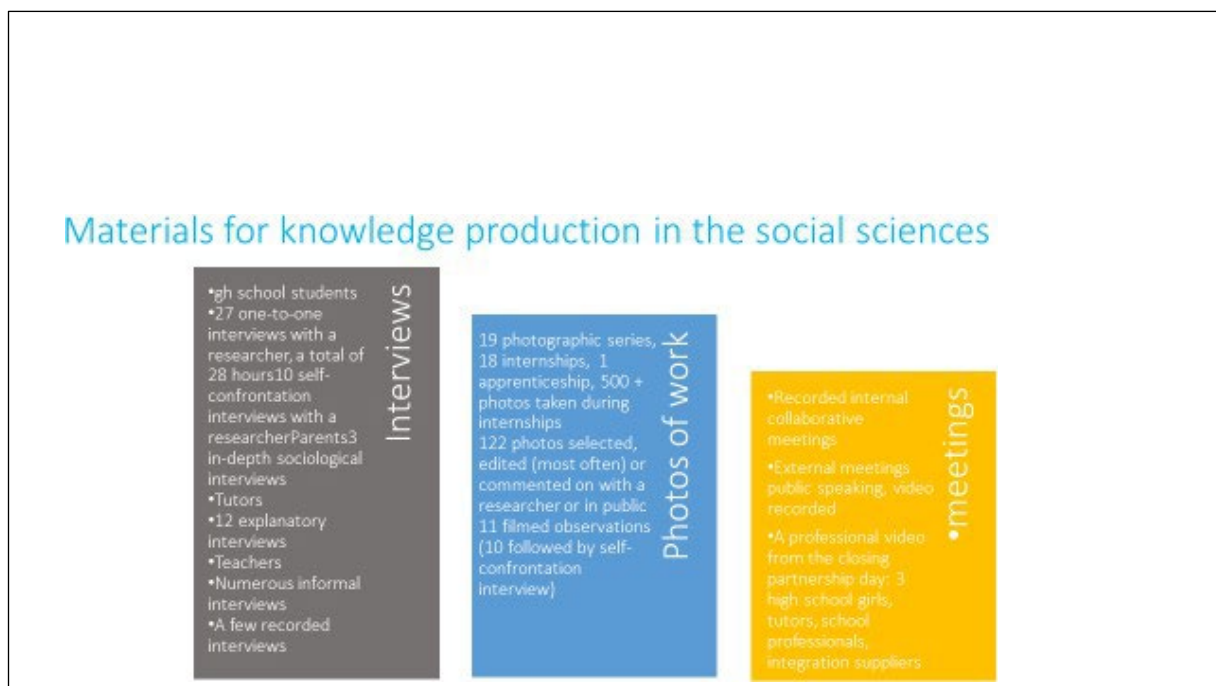 Materials for knowledge production in the social sciences
Interviews
•gh school students
•27 one-to-one
interviews with a
researcher, a total of
28 hours10 self-
confrontation
interviews with a
researcherParents3
in-depth sociological
interviews
•Tutors
•12 explanatory
interviews
•Teachers
•Numerous informal
interviews
•A few recorded
interviews
Photos of work
19 photographic series,
18 internships, 1
apprenticeship, 500 +
photos taken during
internships
122 photos selected,
edited (most often) or
commented on with a
researcher or in public
11 filmed observations
(10 followed by self-
confrontation
interview)
•meetings
•Recorded internal
collaborative
meetings
•External meetings
public speaking, video
recorded
•A professional video
from the closing
partnership day: 3
high school girls,
tutors, school
professionals,
integration suppliers